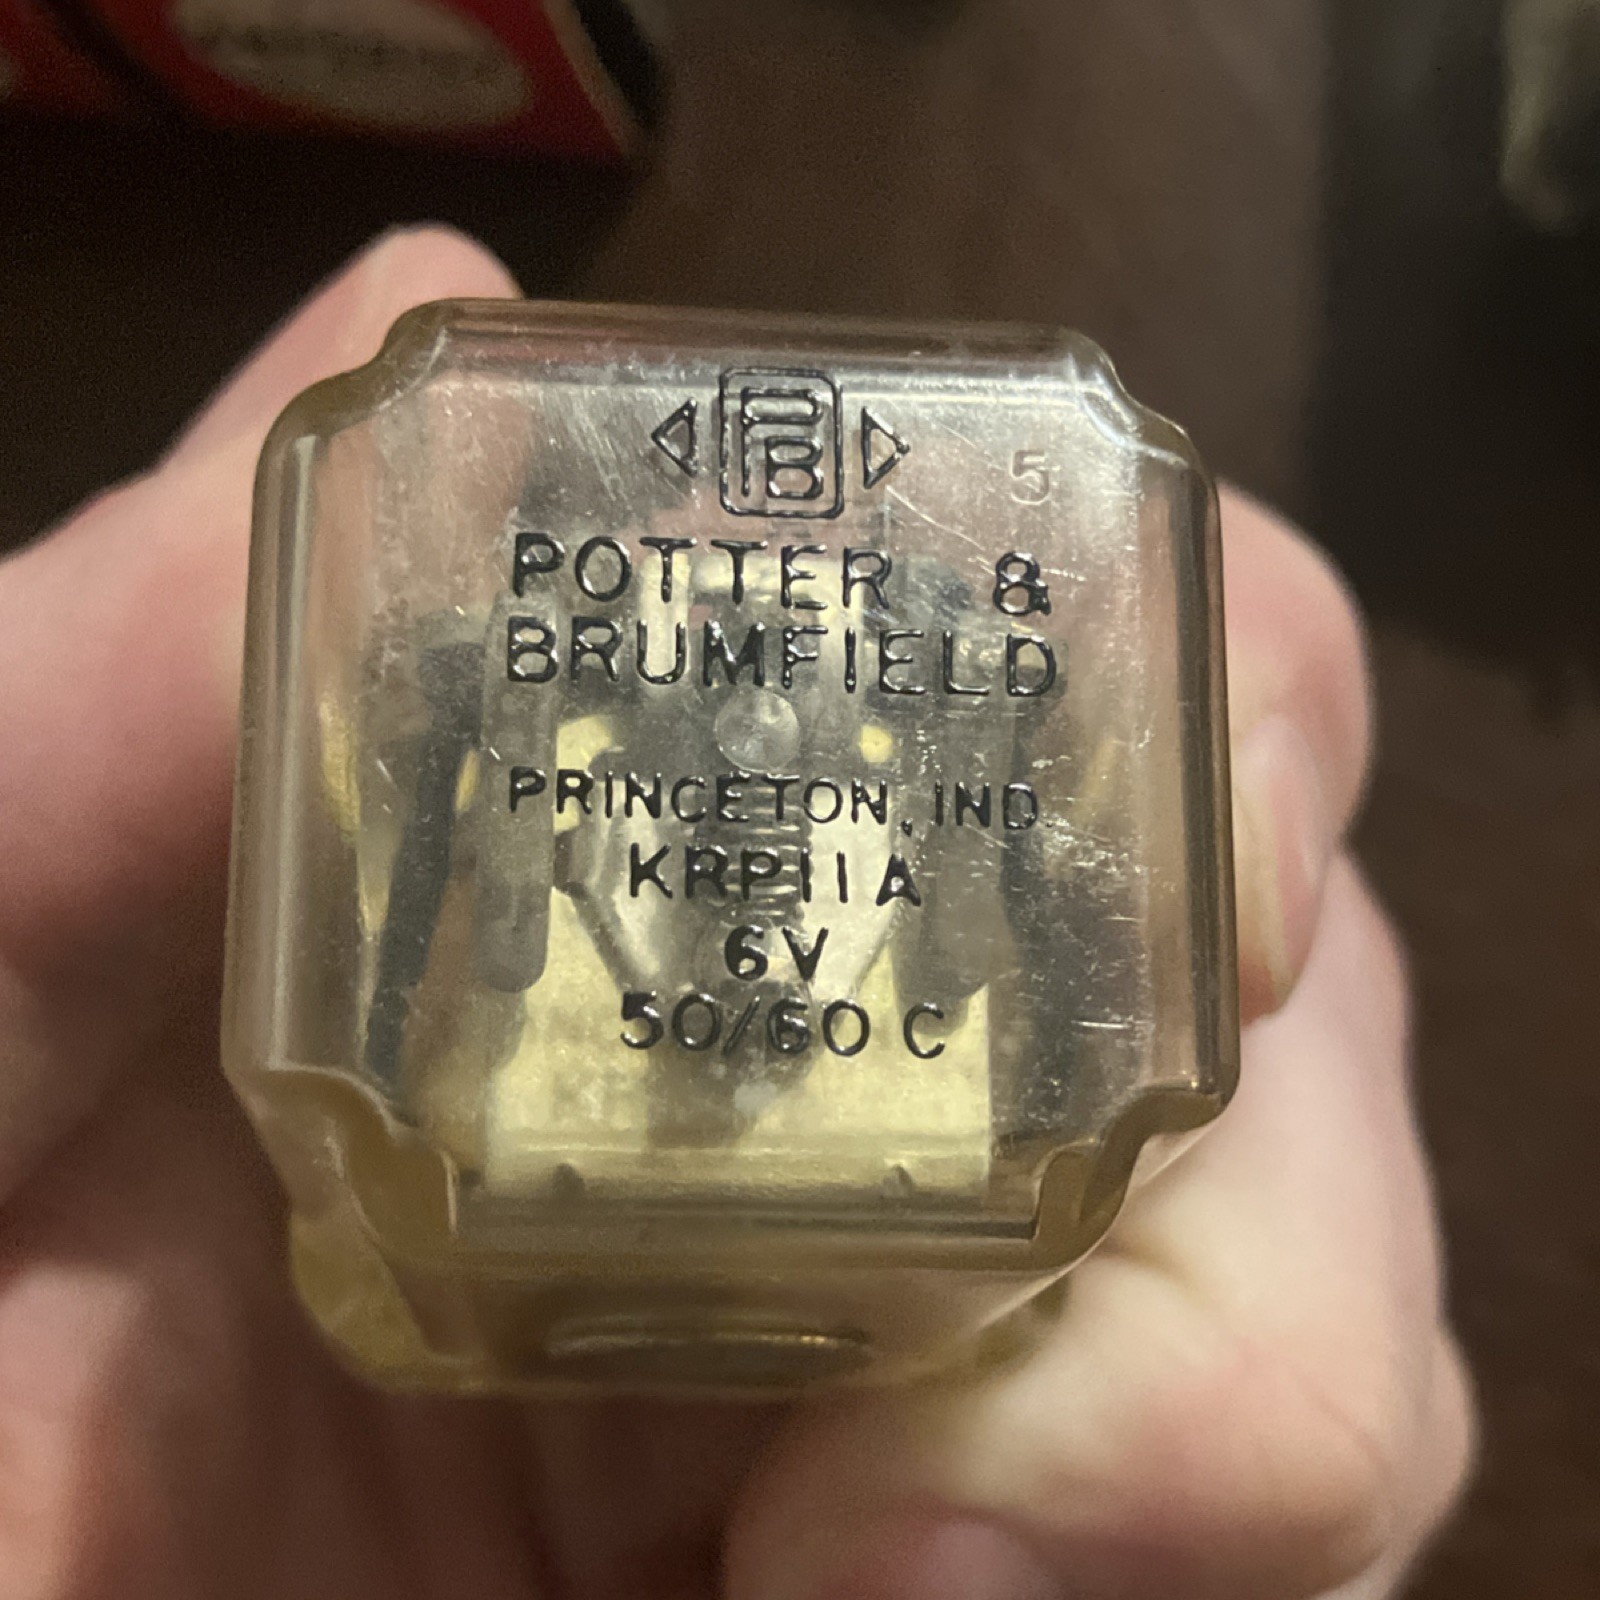 PB
5
POTTER &
BRUMFIELD
PRINCETON, IND.
KRP11A
6V
50/60 C